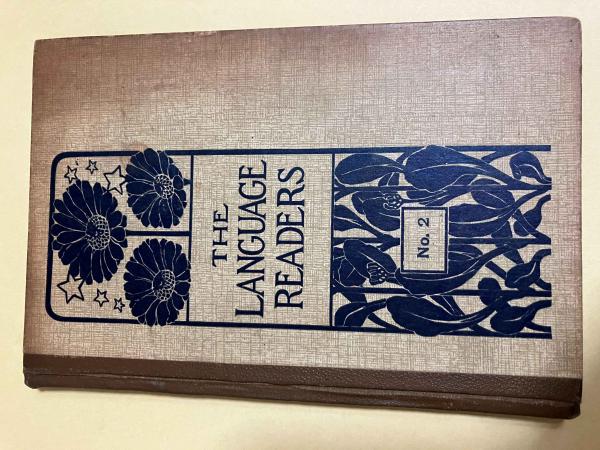 THE
LANGUAGE
READERS
No. 2